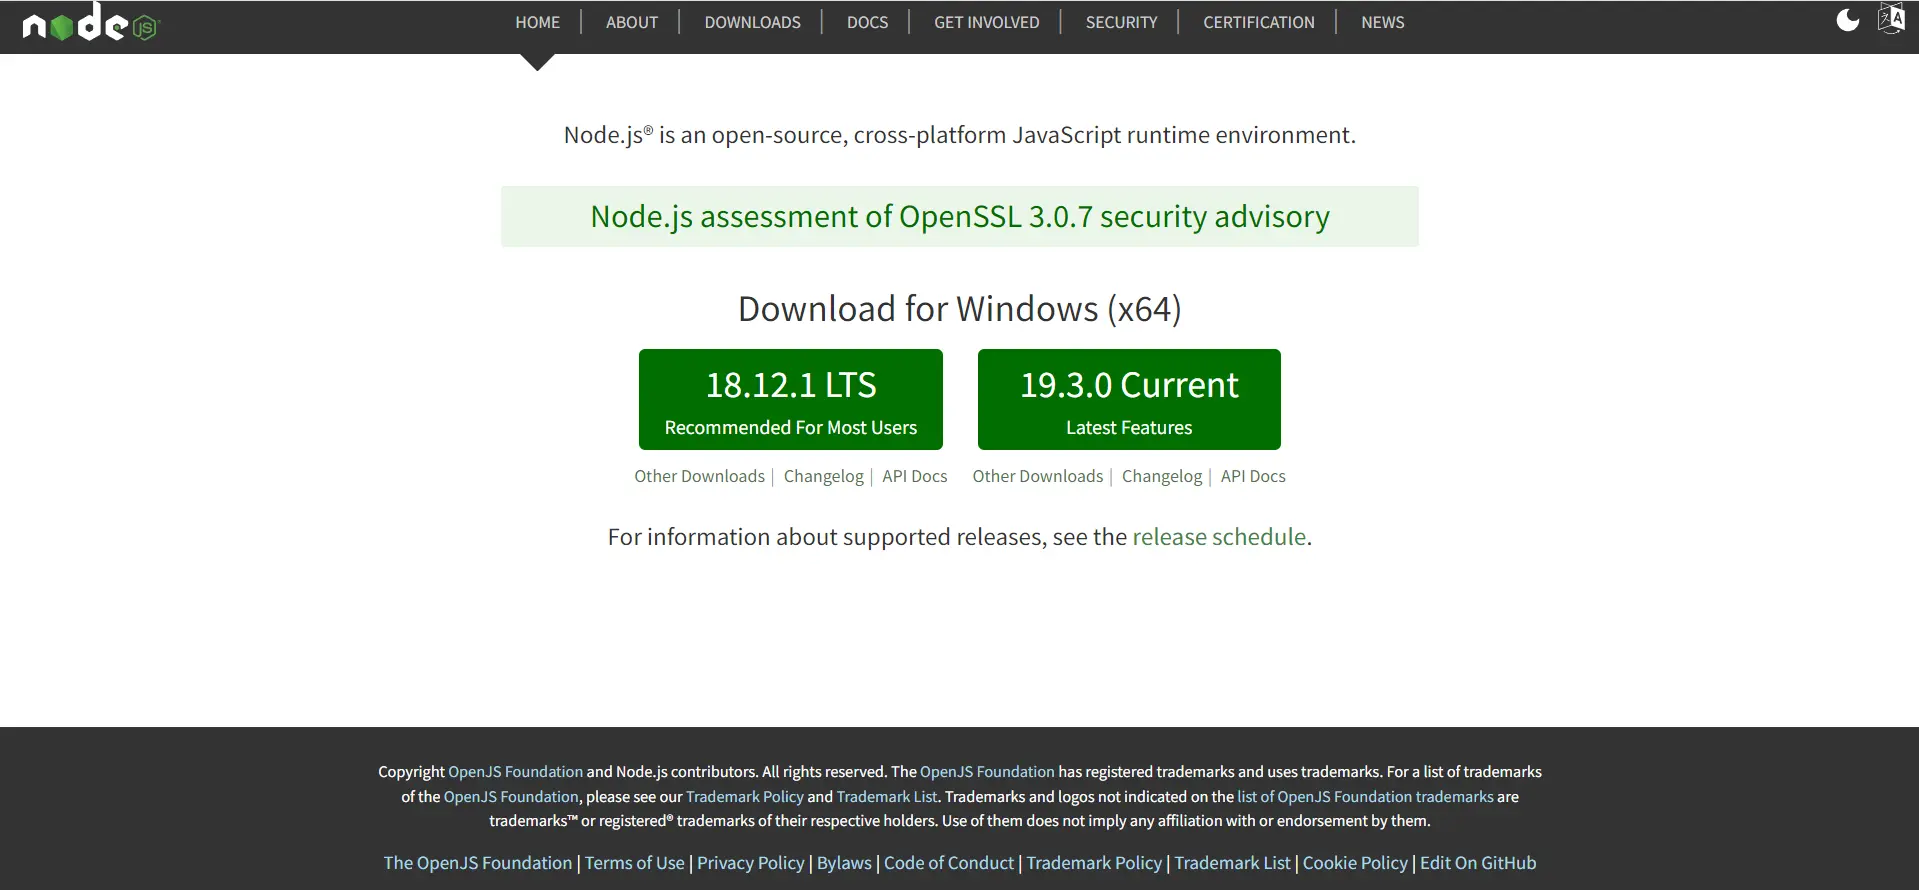 node JS
HOME | ABOUT | DOWNLOADS | DOCS | GET INVOLVED | SECURITY | CERTIFICATION | NEWS
Node.js® is an open-source, cross-platform JavaScript runtime environment.
Node.js assessment of OpenSSL 3.0.7 security advisory
Download for Windows (x64)
18.12.1 LTS
Recommended For Most Users
19.3.0 Current
Latest Features
Other Downloads | Changelog | API Docs
Other Downloads | Changelog | API Docs
For information about supported releases, see the release schedule.
Copyright OpenJS Foundation and Node.js contributors. All rights reserved. The OpenJS Foundation has registered trademarks and uses trademarks. For a list of trademarks
of the OpenJS Foundation, please see our Trademark Policy and Trademark List. Trademarks and logos not indicated on the list of OpenJS Foundation trademarks are
trademarks™ or registered® trademarks of their respective holders. Use of them does not imply any affiliation with or endorsement by them.
The OpenJS Foundation | Terms of Use | Privacy Policy | Bylaws | Code of Conduct | Trademark Policy | Trademark List | Cookie Policy | Edit On GitHub